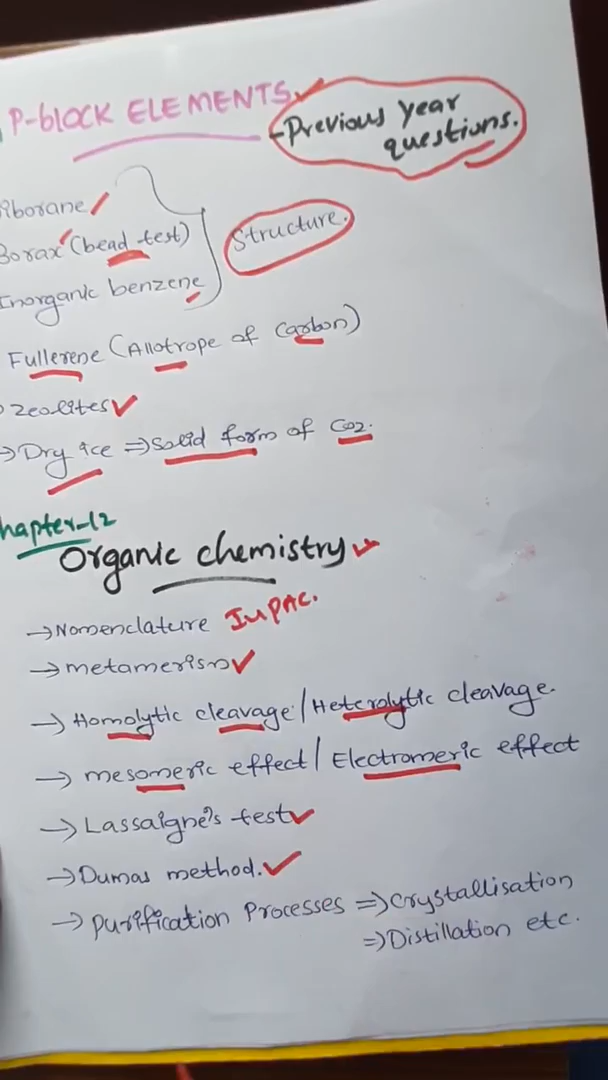 P-block ELEMENTS
-Previous year
questions.
iborane
Borax (bead test)
Structure.
Inorganic benzene
Fullerene (Allotrope of carbon)
zeolites
→Dry ice ⇒ solid form of CO2.
hapter-12
Organic chemistry
→Nomenclature IUPAC.
→metamerism
→ Homolytic cleavage/Heterolytic cleavage.
→ mesomeric effect/Electromeric effect
→ Lassaigne's test
→Dumas method.
→ Purification Processes ⇒ Crystallisation
⇒Distillation etc.